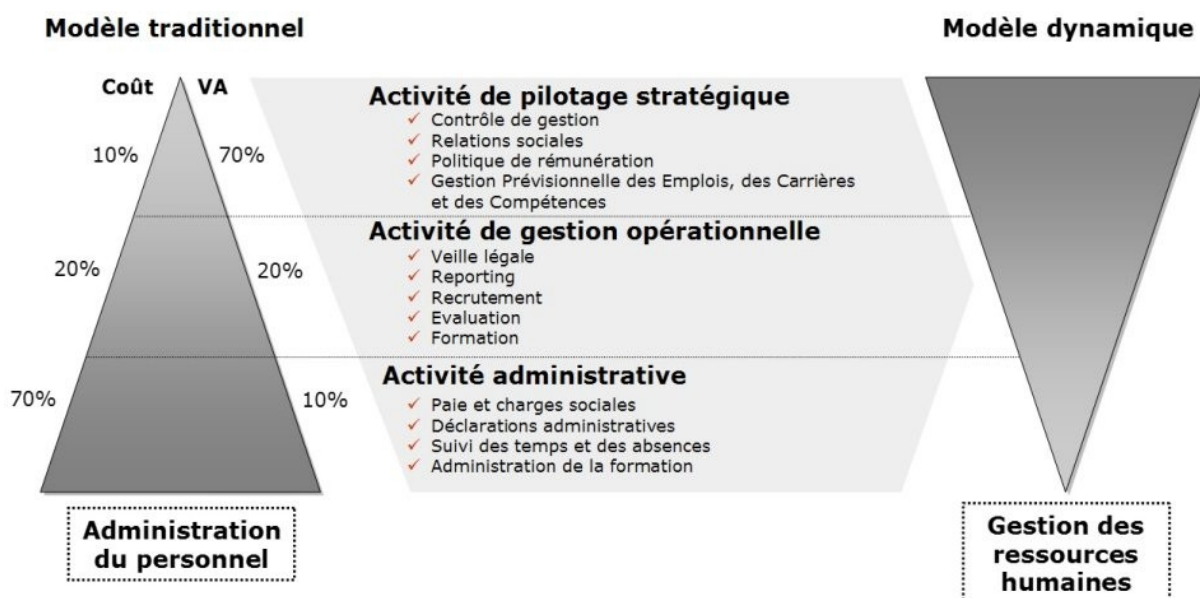 Modèle traditionnel
Modèle dynamique
Coût VA
10% 70%
20% 20%
70% 10%
Activité de pilotage stratégique
✓ Contrôle de gestion
✓ Relations sociales
✓ Politique de rémunération
✓ Gestion Prévisionnelle des Emplois, des Carrières
et des Compétences
Activité de gestion opérationnelle
✓ Veille légale
✓ Reporting
✓ Recrutement
✓ Evaluation
✓ Formation
Activité administrative
✓ Paie et charges sociales
✓ Déclarations administratives
✓ Suivi des temps et des absences
✓ Administration de la formation
Administration
du personnel
Gestion des
ressources
humaines